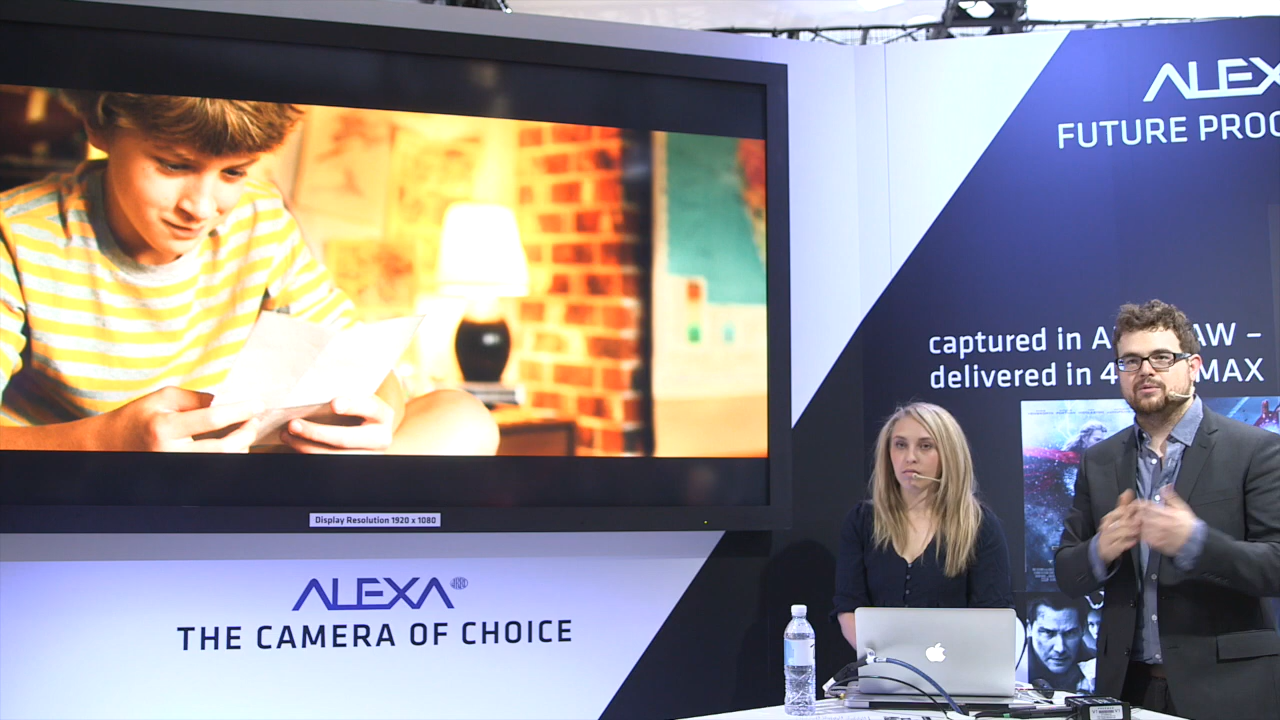 ALEX
FUTURE PROO
captured in A AW –
delivered in 4 MAX
Display Resolution 1920 x 1080
ALEXA
ARRI
THE CAMERA OF CHOICE